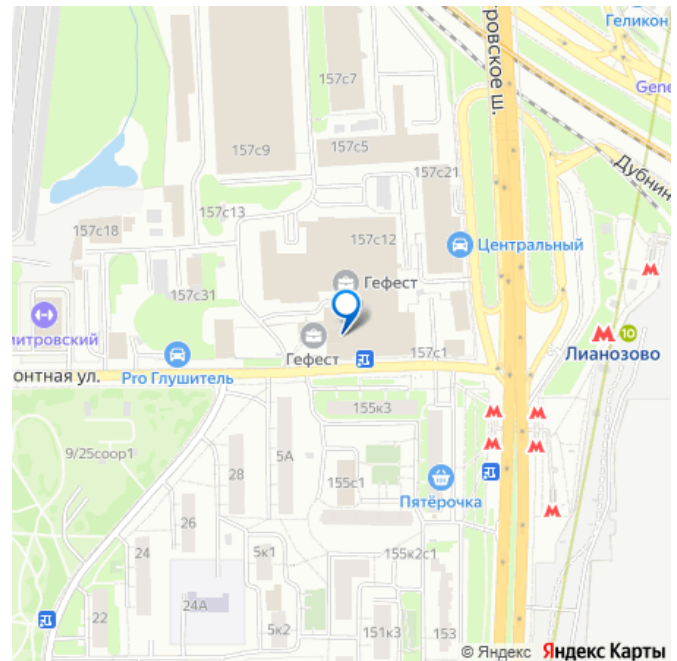 Геликон
157с7
ровское ш.
Gene
157с9
157с5
Дубнин
157с21
157с13
157с18
157с12
Центральный
Гефест
157с31
10
Лианозово
митровский
Гефест
157с1
онтная ул.
Pro Глушитель
155к3
9/25соор1
5А
28
155с1
Пятёрочка
26
24
5к1
155к2с1
24А
22
5к2
151к3
153
© Яндекс Яндекс Карты